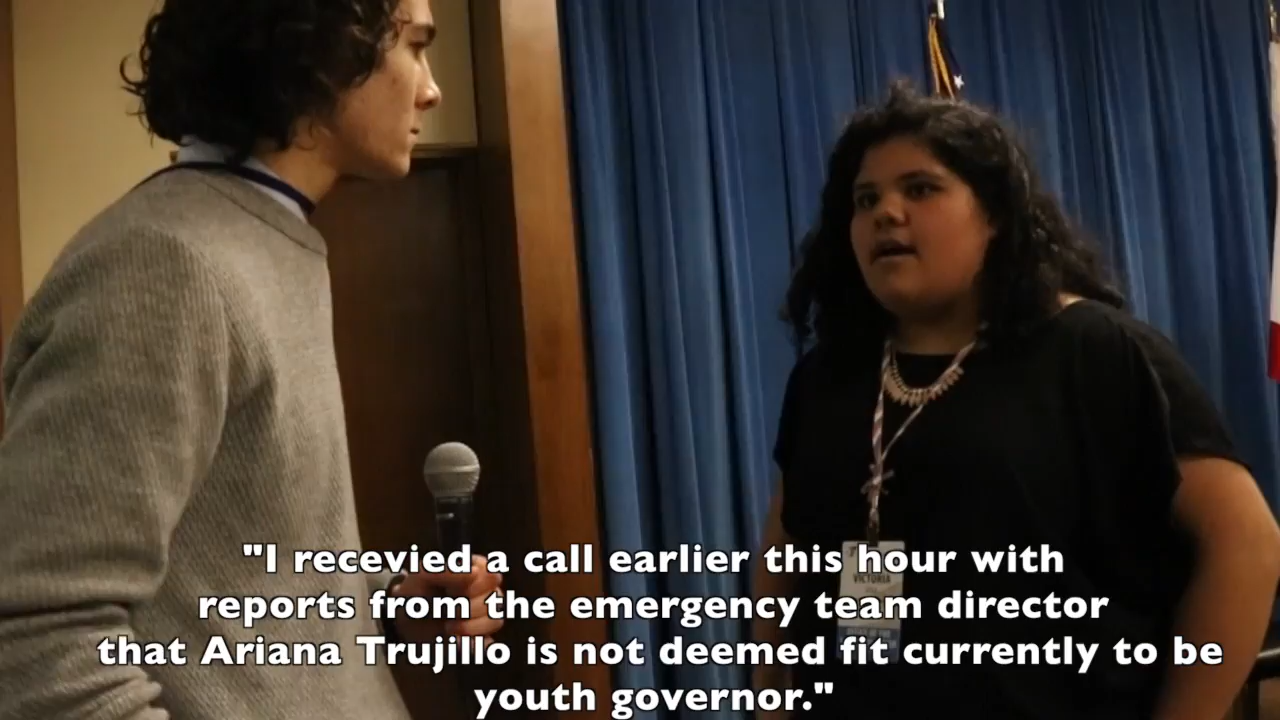 VICTORIA
"I recevied a call earlier this hour with
reports from the emergency team director
that Ariana Trujillo is not deemed fit currently to be
youth governor."